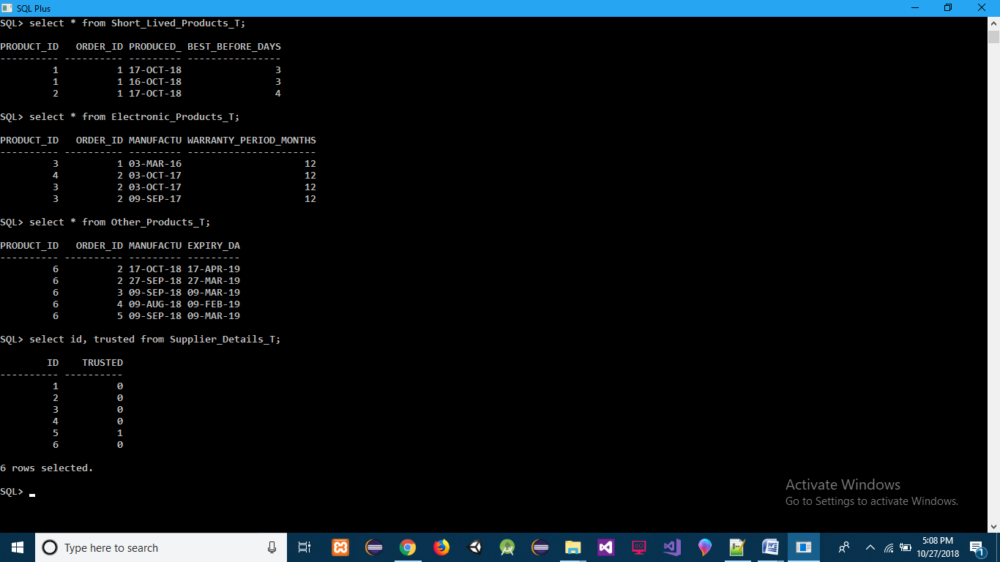 SQL Plus
SQL> select * from Short_Lived_Products_T;
PRODUCT_ID   ORDER_ID PRODUCED_ BEST_BEFORE_DAYS
---------- ---------- --------- ----------------
         1          1 17-OCT-18                3
         1          1 16-OCT-18                3
         2          1 17-OCT-18                4
SQL> select * from Electronic_Products_T;
PRODUCT_ID   ORDER_ID MANUFACTU WARRANTY_PERIOD_MONTHS
---------- ---------- --------- ----------------------
         3          1 03-MAR-16                     12
         4          2 03-OCT-17                     12
         3          2 03-OCT-17                     12
         3          2 09-SEP-17                     12
SQL> select * from Other_Products_T;
PRODUCT_ID   ORDER_ID MANUFACTU EXPIRY_DA
---------- ---------- --------- ---------
         6          2 17-OCT-18 17-APR-19
         6          2 27-SEP-18 27-MAR-19
         6          3 09-SEP-18 09-MAR-19
         6          4 09-AUG-18 09-FEB-19
         6          5 09-SEP-18 09-MAR-19
SQL> select id, trusted from Supplier_Details_T;
        ID    TRUSTED
---------- ----------
         1          0
         2          0
         3          0
         4          0
         5          1
         6          0
6 rows selected.
SQL>
Activate Windows
Go to Settings to activate Windows.
Type here to search
5:08 PM
10/27/2018
1